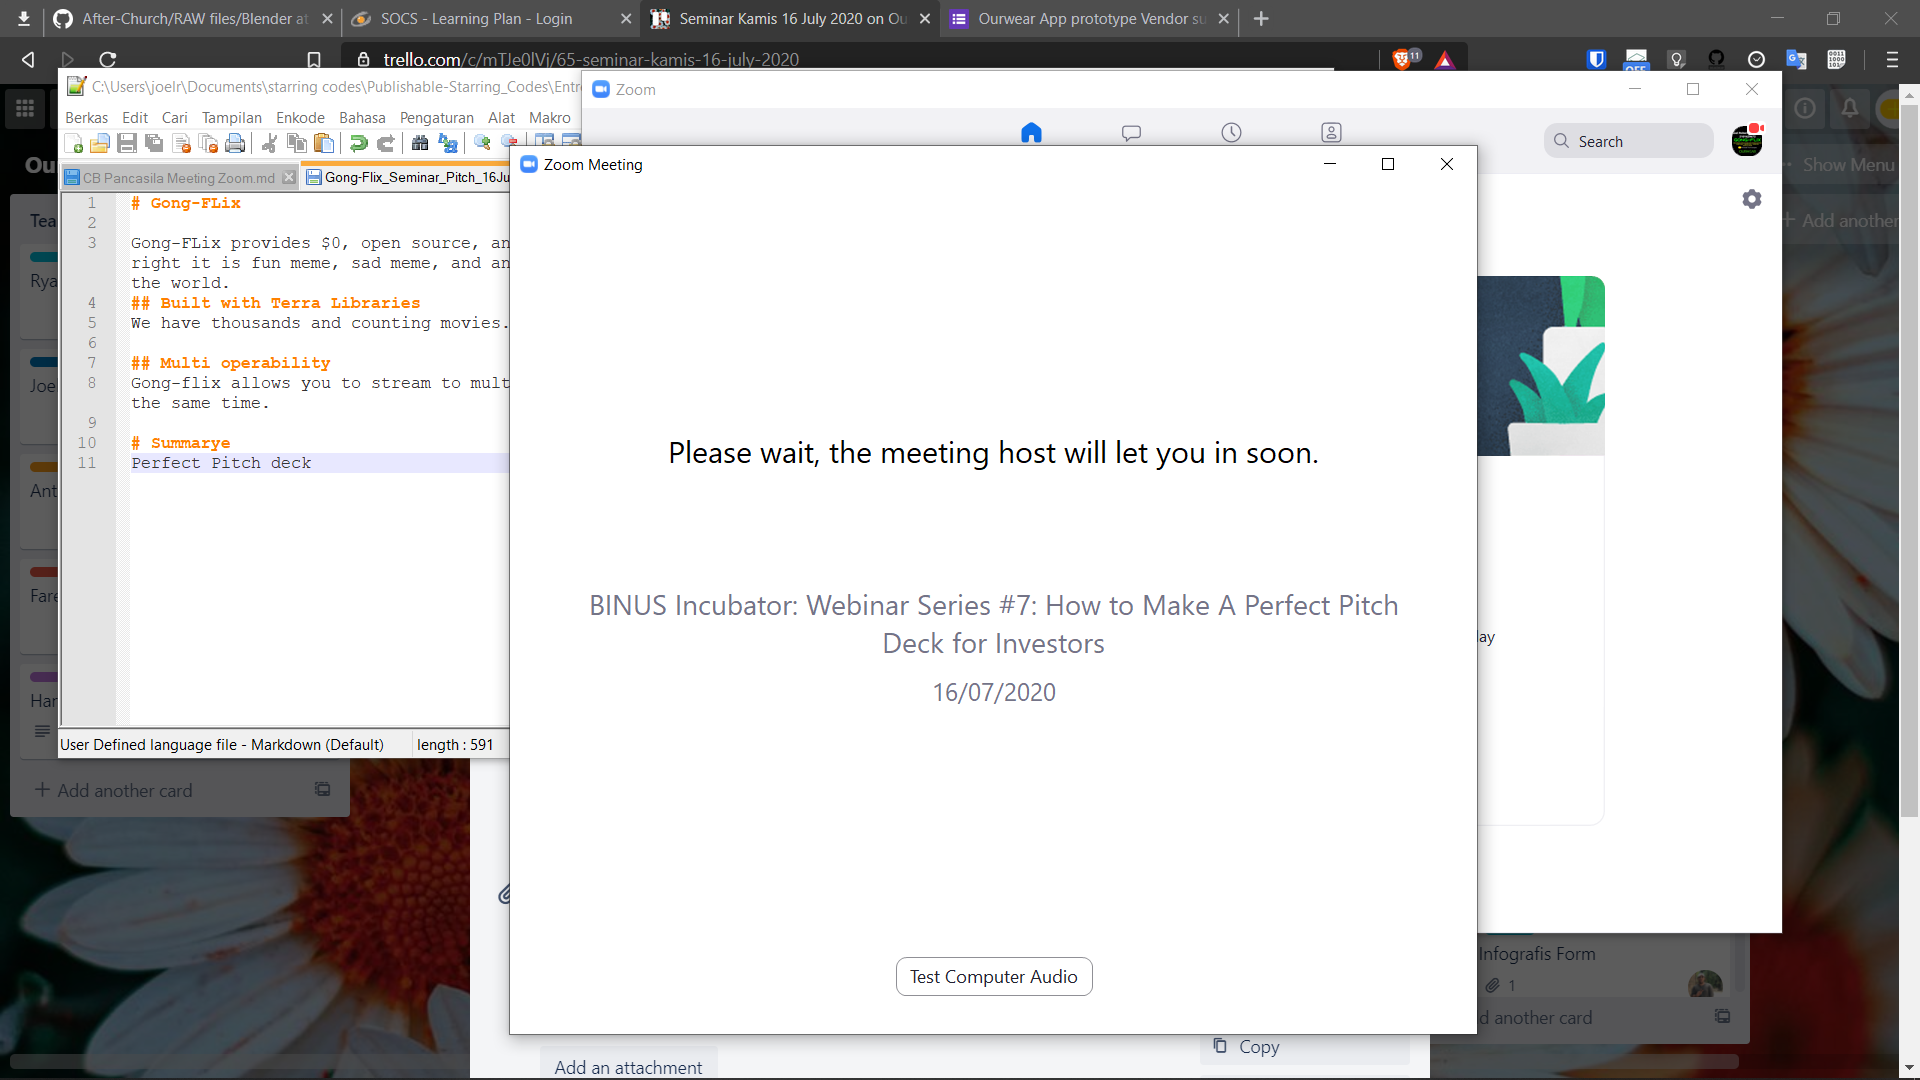 After-Church/RAW files/Blender at
SOCS - Learning Plan - Login
Seminar Kamis 16 July 2020 on Ou
Ourwear App prototype Vendor su
trello.com/c/mTJe0lVj/65-seminar-kamis-16-july-2020
11
OFF
C:\Users\joelr\Documents\starring codes\Publishable-Starring_Codes\Entre
Berkas Edit Cari Tampilan Enkode Bahasa Pengaturan Alat Makro
CB Pancasila Meeting Zoom.md
Gong-Flix_Seminar_Pitch_16Ju
1 # Gong-FLix
2
3 Gong-FLix provides $0, open source, an
right it is fun meme, sad meme, and an
the world.
4 ## Built with Terra Libraries
5 We have thousands and counting movies.
6
7 ## Multi operability
8 Gong-flix allows you to stream to mult
the same time.
9
10 # Summarye
11 Perfect Pitch deck
User Defined language file - Markdown (Default)
length : 591
Zoom
Search
Zoom Meeting
Please wait, the meeting host will let you in soon.
BINUS Incubator: Webinar Series #7: How to Make A Perfect Pitch
Deck for Investors
16/07/2020
Test Computer Audio
ay
Ou
Tea
Rya
Joe
Ant
Fare
Har
Add another card
Show Menu
Add another
Infografis Form
1
d another card
Copy
Add an attachment